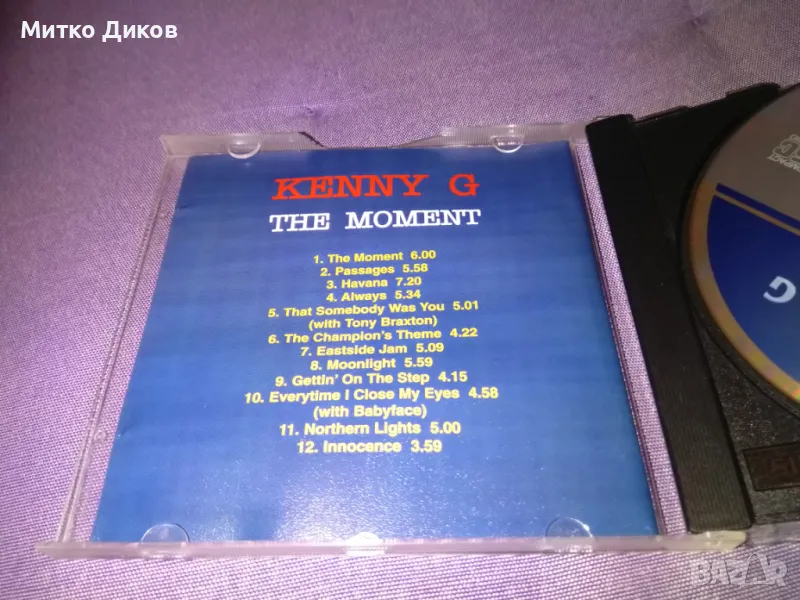 Митко Диков
KENNY G
THE MOMENT
1. The Moment 6.00
2. Passages 5.58
3. Havana 7.20
4. Always 5.34
5. That Somebody Was You 5.01
(with Tony Braxton)
6. The Champion's Theme 4.22
7. Eastside Jam 5.09
8. Moonlight 5.59
9. Gettin' On The Step 4.15
10. Everytime I Close My Eyes 4.58
(with Babyface)
11. Northern Lights 5.00
12. Innocence 3.59
G
BAZAR